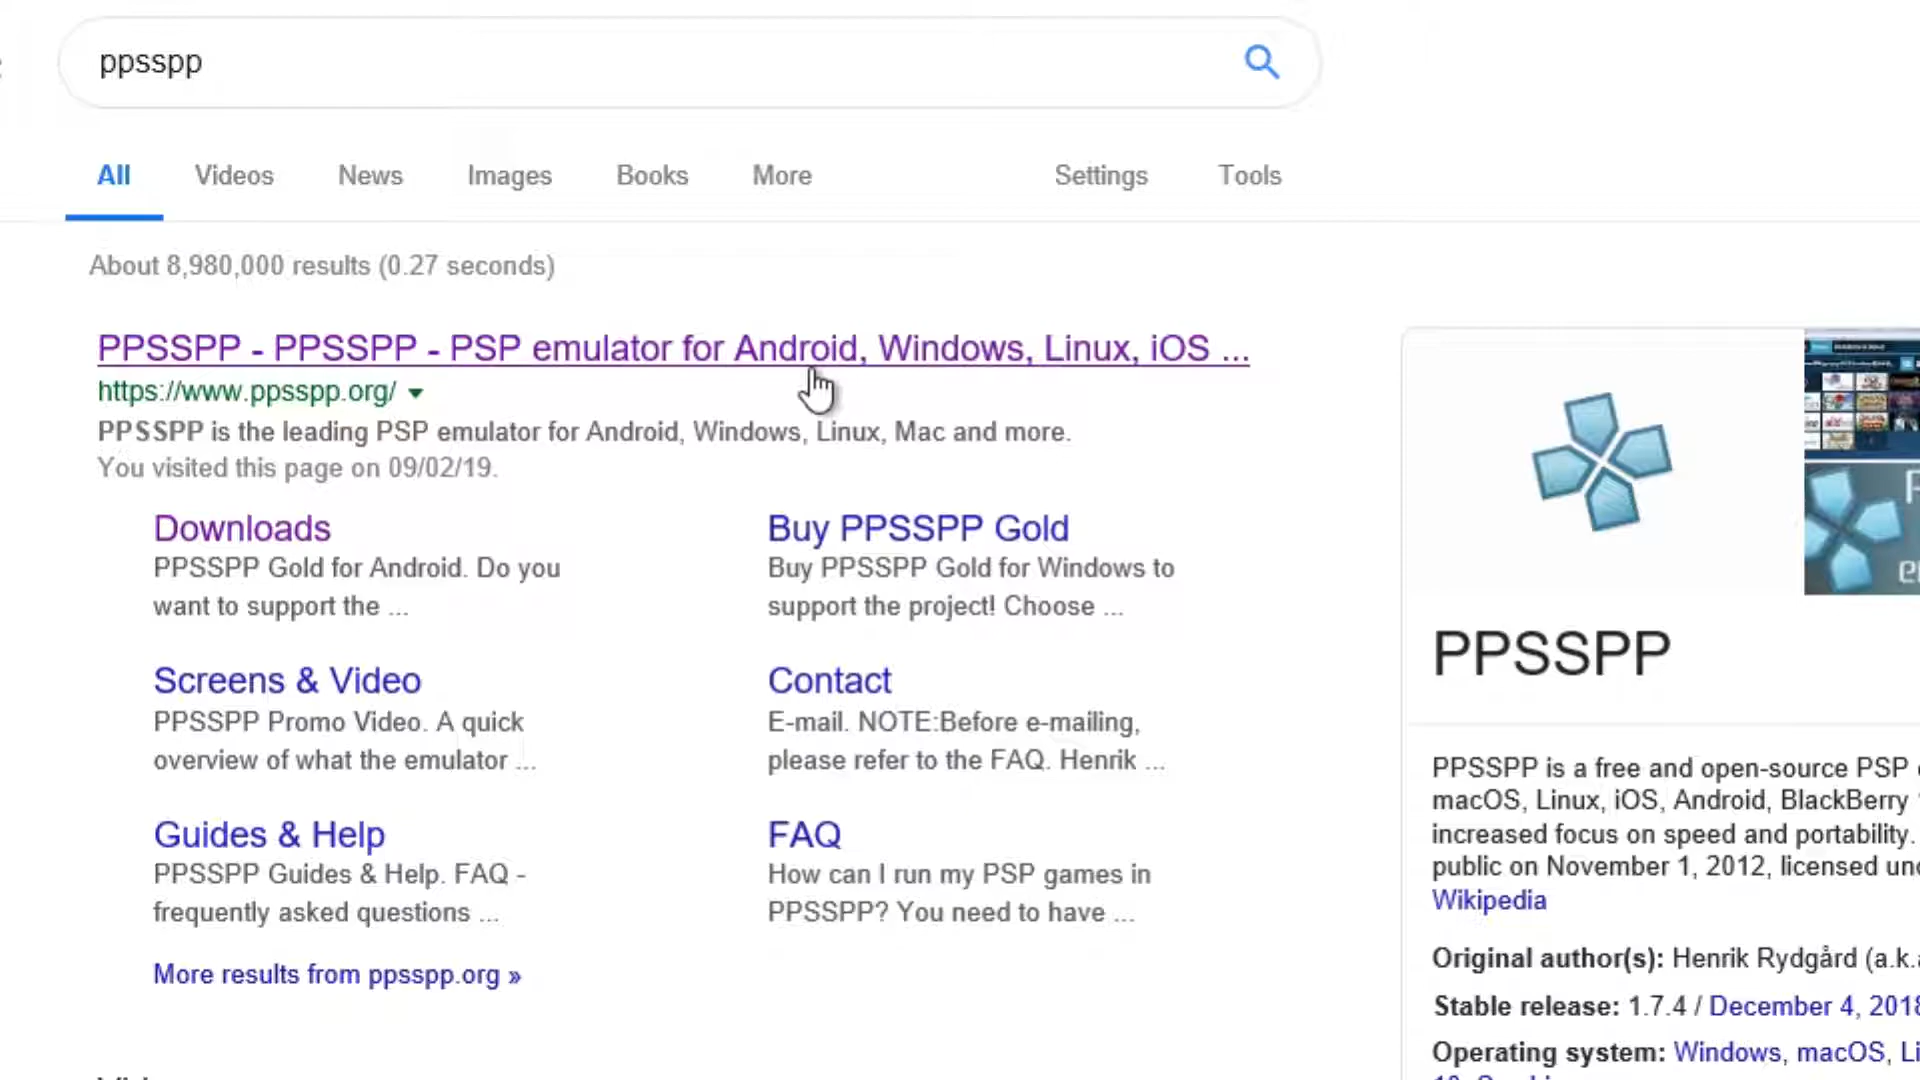 ppsspp
All Videos News Images Books More Settings Tools
About 8,980,000 results (0.27 seconds)
PPSSPP - PPSSPP - PSP emulator for Android, Windows, Linux, iOS ...
https://www.ppsspp.org/
PPSSPP is the leading PSP emulator for Android, Windows, Linux, Mac and more.
You visited this page on 09/02/19.
Downloads
PPSSPP Gold for Android. Do you
want to support the ...
Buy PPSSPP Gold
Buy PPSSPP Gold for Windows to
support the project! Choose ...
Screens & Video
PPSSPP Promo Video. A quick
overview of what the emulator ...
Contact
E-mail. NOTE:Before e-mailing,
please refer to the FAQ. Henrik ...
Guides & Help
PPSSPP Guides & Help. FAQ -
frequently asked questions ...
FAQ
How can I run my PSP games in
PPSSPP? You need to have ...
More results from ppsspp.org »
PPSSPP
PPSSPP is a free and open-source PSP
macOS, Linux, iOS, Android, BlackBerry
increased focus on speed and portability.
public on November 1, 2012, licensed
Wikipedia
Original author(s): Henrik Rydgård (a.k.a
Stable release: 1.7.4 / December 4, 2018
Operating system: Windows, macOS,